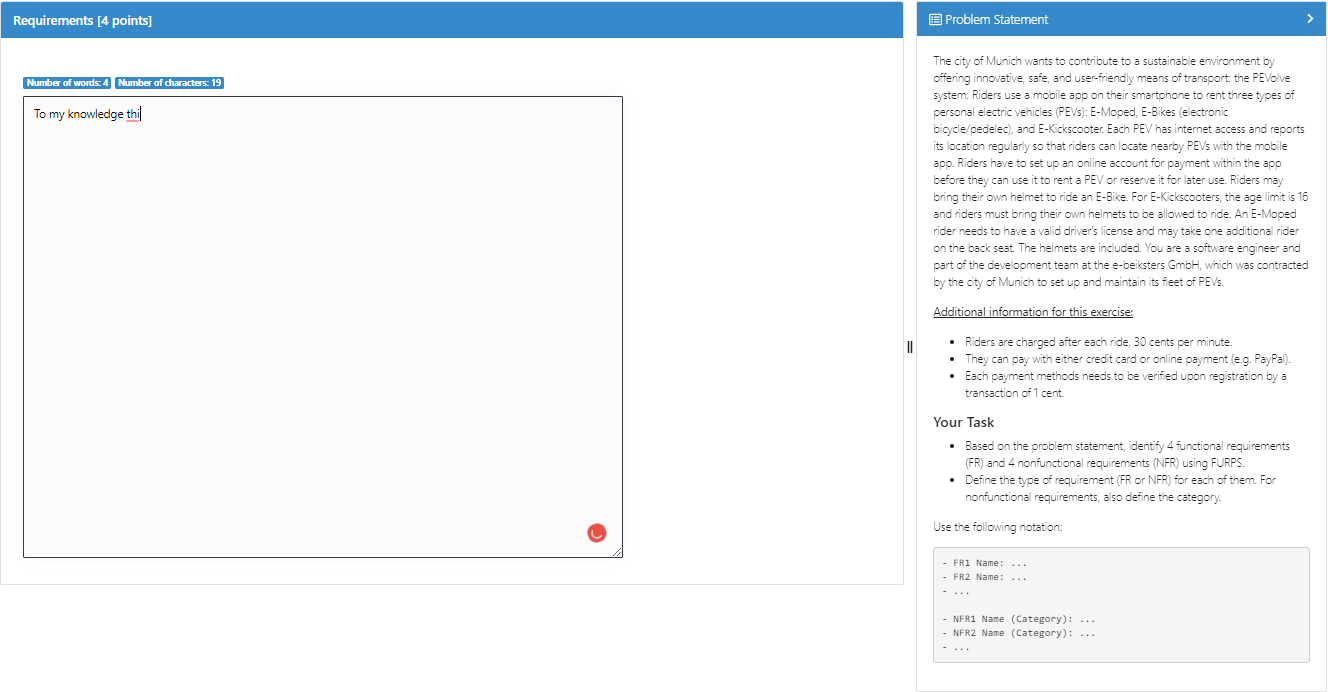 Requirements [4 points]
Number of words: 4 Number of characters: 19
To my knowledge thi
Problem Statement
The city of Munich wants to contribute to a sustainable environment by
offering innovative, safe, and user-friendly means of transport: the PEVolve
system. Riders use a mobile app on their smartphone to rent three types of
personal electric vehicles (PEVs): E-Moped, E-Bikes (electronic
bicycle/pedelec), and E-Kickscooter. Each PEV has internet access and reports
its location regularly so that riders can locate nearby PEVs with the mobile
app. Riders have to set up an online account for payment within the app
before they can use it to rent a PEV or reserve it for later use. Riders may
bring their own helmet to ride an E-Bike. For E-Kickscooters, the age limit is 16
and riders must bring their own helmets to be allowed to ride. An E-Moped
rider needs to have a valid driver's license and may take one additional rider
on the back seat. The helmets are included. You are a software engineer and
part of the development team at the e-beiksters GmbH, which was contracted
by the city of Munich to set up and maintain its fleet of PEVs.
Additional information for this exercise:
• Riders are charged after each ride, 30 cents per minute.
• They can pay with either credit card or online payment (e.g. PayPal).
• Each payment methods needs to be verified upon registration by a
transaction of 1 cent.
Your Task
• Based on the problem statement, identify 4 functional requirements
(FR) and 4 nonfunctional requirements (NFR) using FURPS.
• Define the type of requirement (FR or NFR) for each of them. For
nonfunctional requirements, also define the category.
Use the following notation:
- FR1 Name: ...
- FR2 Name: ...
- ...
- NFR1 Name (Category): ...
- NFR2 Name (Category): ...
- ...